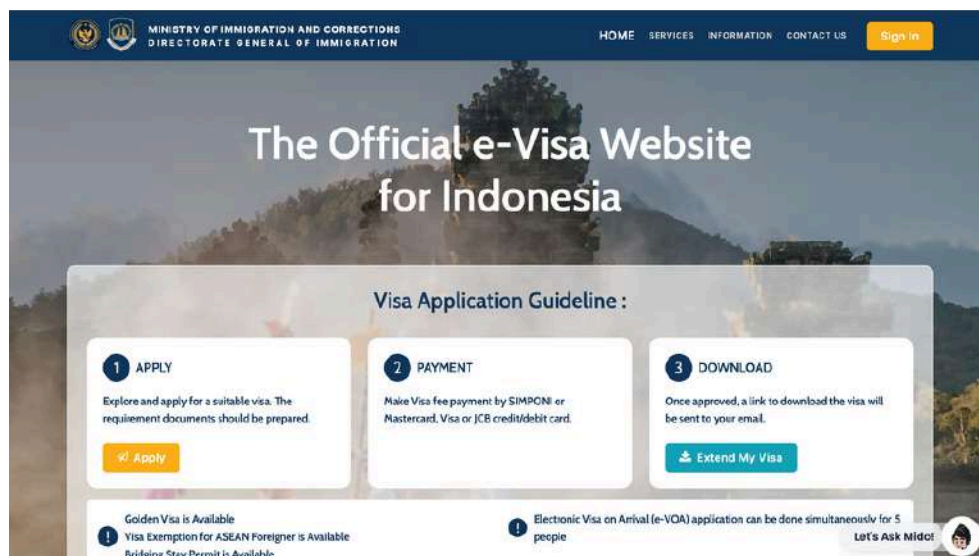 MINISTRY OF IMMIGRATION AND CORRECTIONS
DIRECTORATE GENERAL OF IMMIGRATION
HOME SERVICES INFORMATION CONTACT US Sign In
The Official e-Visa Website
for Indonesia
Visa Application Guideline :
1 APPLY
Explore and apply for a suitable visa. The
requirement documents should be prepared.
Apply
2 PAYMENT
Make Visa fee payment by SIMPONI or
Mastercard, Visa or JCB credit/debit card.
3 DOWNLOAD
Once approved, a link to download the visa will
be sent to your email.
Extend My Visa
Golden Visa is Available
Visa Exemption for ASEAN Foreigner is Available
Bridging Stay Permit is Available
Electronic Visa on Arrival (e-VOA) application can be done simultaneously for 5
people
Let's Ask Mido!